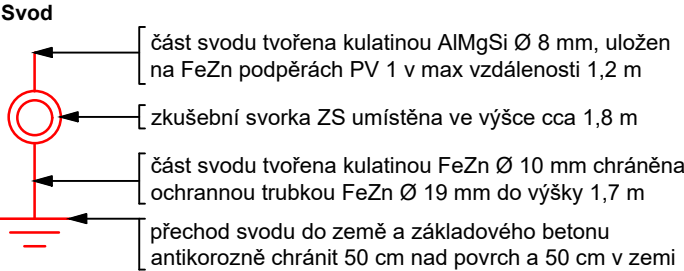 Svod
část svodu tvořena kulatinou AlMgSi Ø 8 mm, uložen
na FeZn podpěrách PV 1 v max vzdálenosti 1,2 m
zkušební svorka ZS umístěna ve výšce cca 1,8 m
část svodu tvořena kulatinou FeZn Ø 10 mm chráněna
ochrannou trubkou FeZn Ø 19 mm do výšky 1,7 m
přechod svodu do země a základového betonu
antikorozně chránit 50 cm nad povrch a 50 cm v zemi